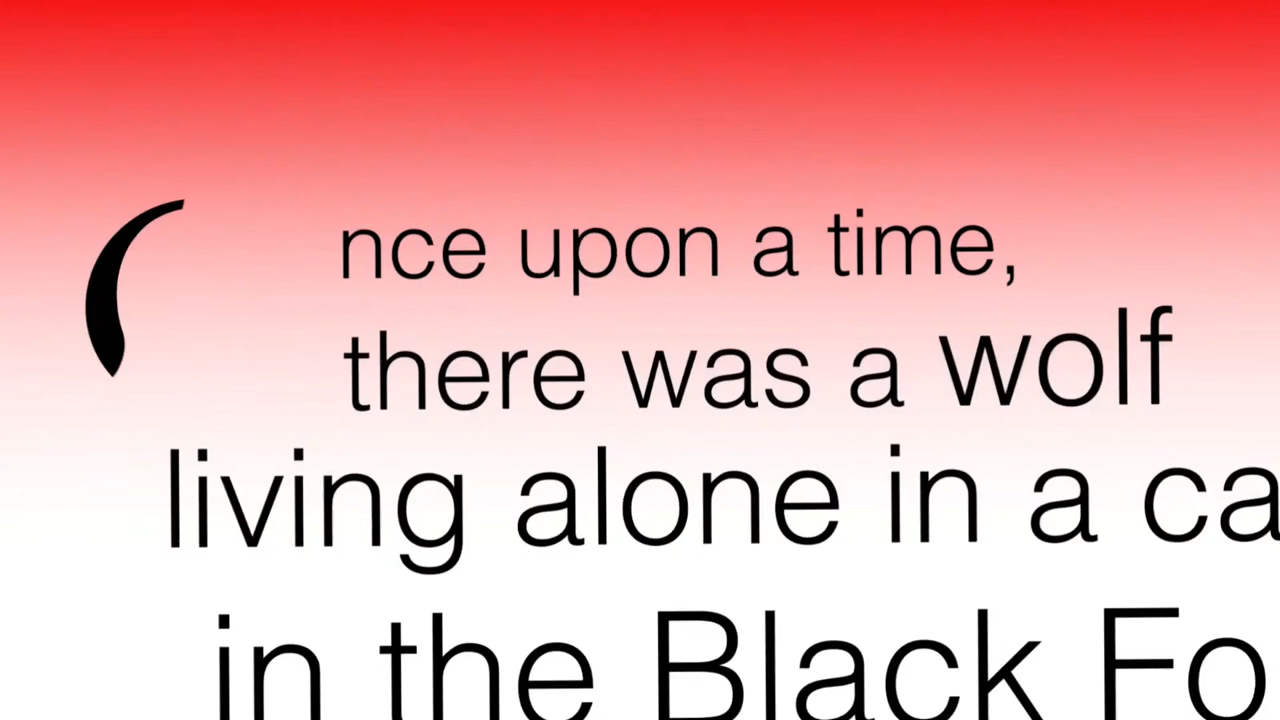 nce upon a time,
there was a wolf
living alone in a ca
in the Black Fo